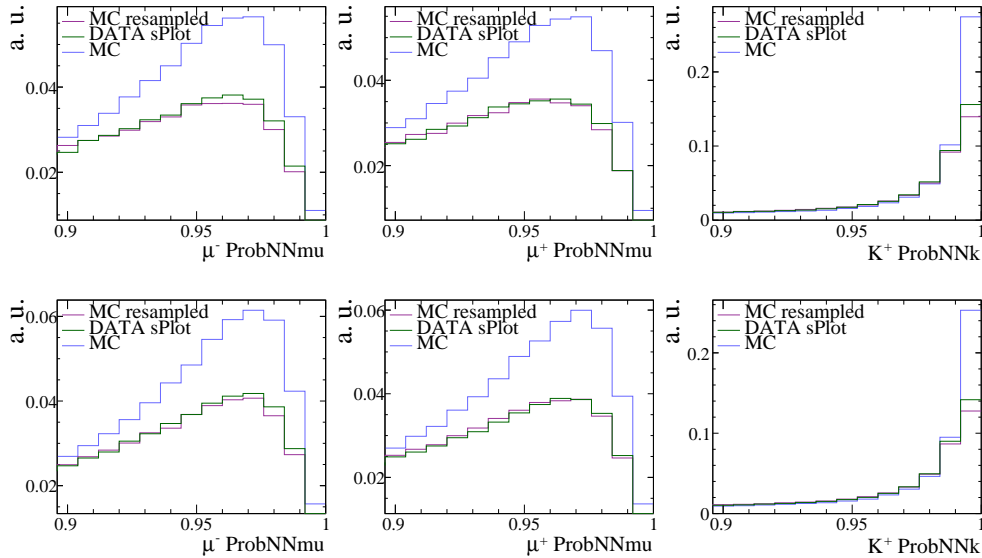 a. u.
MC resampled
DATA sPlot
MC
0.04
0.02
0.9 0.95 1
μ⁻ ProbNNmu
a. u.
MC resampled
DATA sPlot
MC
0.04
0.02
0.9 0.95 1
μ⁺ ProbNNmu
a. u.
MC resampled
DATA sPlot
MC
0.2
0.1
0
0.9 0.95 1
K⁺ ProbNNk
a. u.
0.06
MC resampled
DATA sPlot
MC
0.04
0.02
0.9 0.95 1
μ⁻ ProbNNmu
a. u.
0.06
MC resampled
DATA sPlot
MC
0.04
0.02
0.9 0.95 1
μ⁺ ProbNNmu
a. u.
MC resampled
DATA sPlot
MC
0.2
0.1
0
0.9 0.95 1
K⁺ ProbNNk